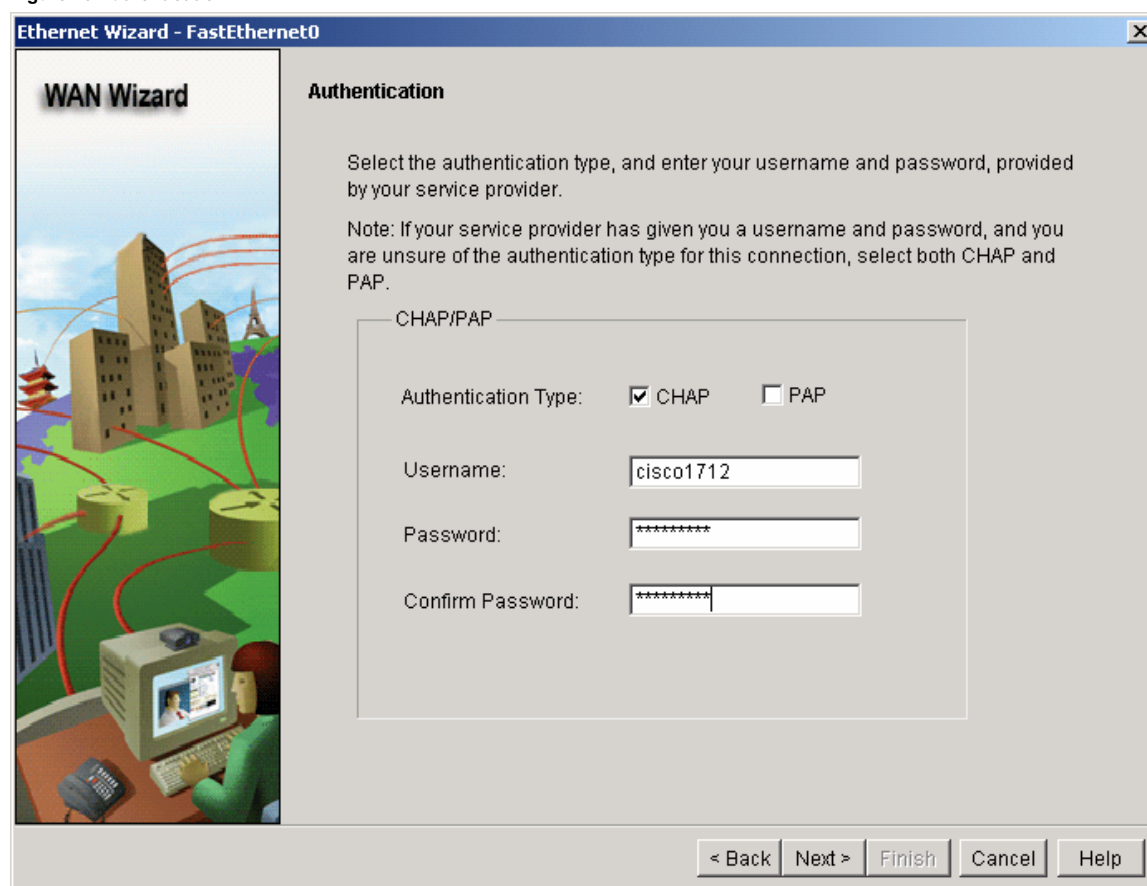 Ethernet Wizard - FastEthernet0
WAN Wizard
Authentication
Select the authentication type, and enter your username and password, provided
by your service provider.
Note: If your service provider has given you a username and password, and you
are unsure of the authentication type for this connection, select both CHAP and
PAP.
CHAP/PAP
Authentication Type: CHAP PAP
Username: cisco1712
Password: *********
Confirm Password: *********
< Back Next > Finish Cancel Help